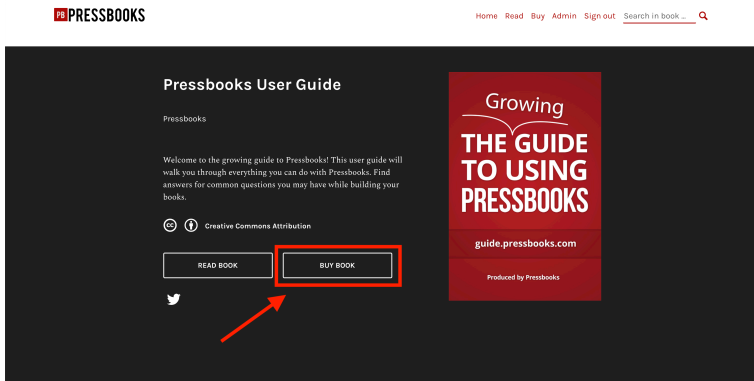 PB PRESSBOOKS
Home Read Buy Admin Sign out Search in book ...
Pressbooks User Guide
Pressbooks
Welcome to the growing guide to Pressbooks! This user guide will
walk you through everything you can do with Pressbooks. Find
answers for common questions you may have while building your
books.
cc Creative Commons Attribution
READ BOOK BUY BOOK
Growing
THE GUIDE
TO USING
PRESSBOOKS
guide.pressbooks.com
Produced by Pressbooks